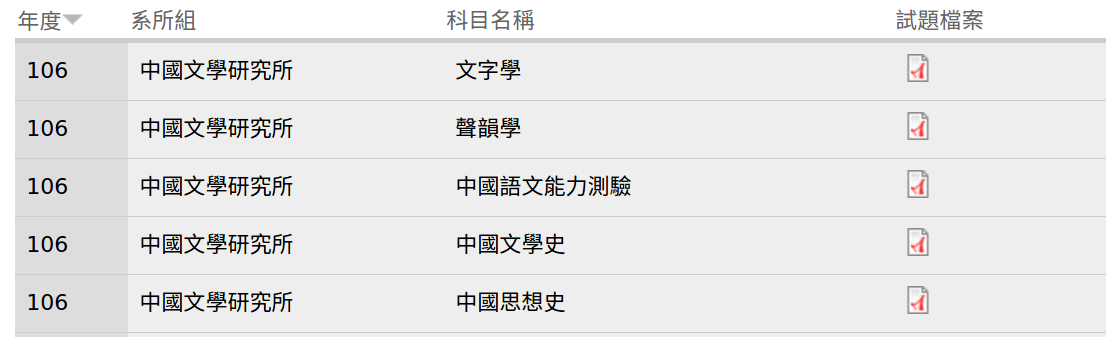 年度 系所組 科目名稱 試題檔案
106 中國文學研究所 文字學
106 中國文學研究所 聲韻學
106 中國文學研究所 中國語文能力測驗
106 中國文學研究所 中國文學史
106 中國文學研究所 中國思想史